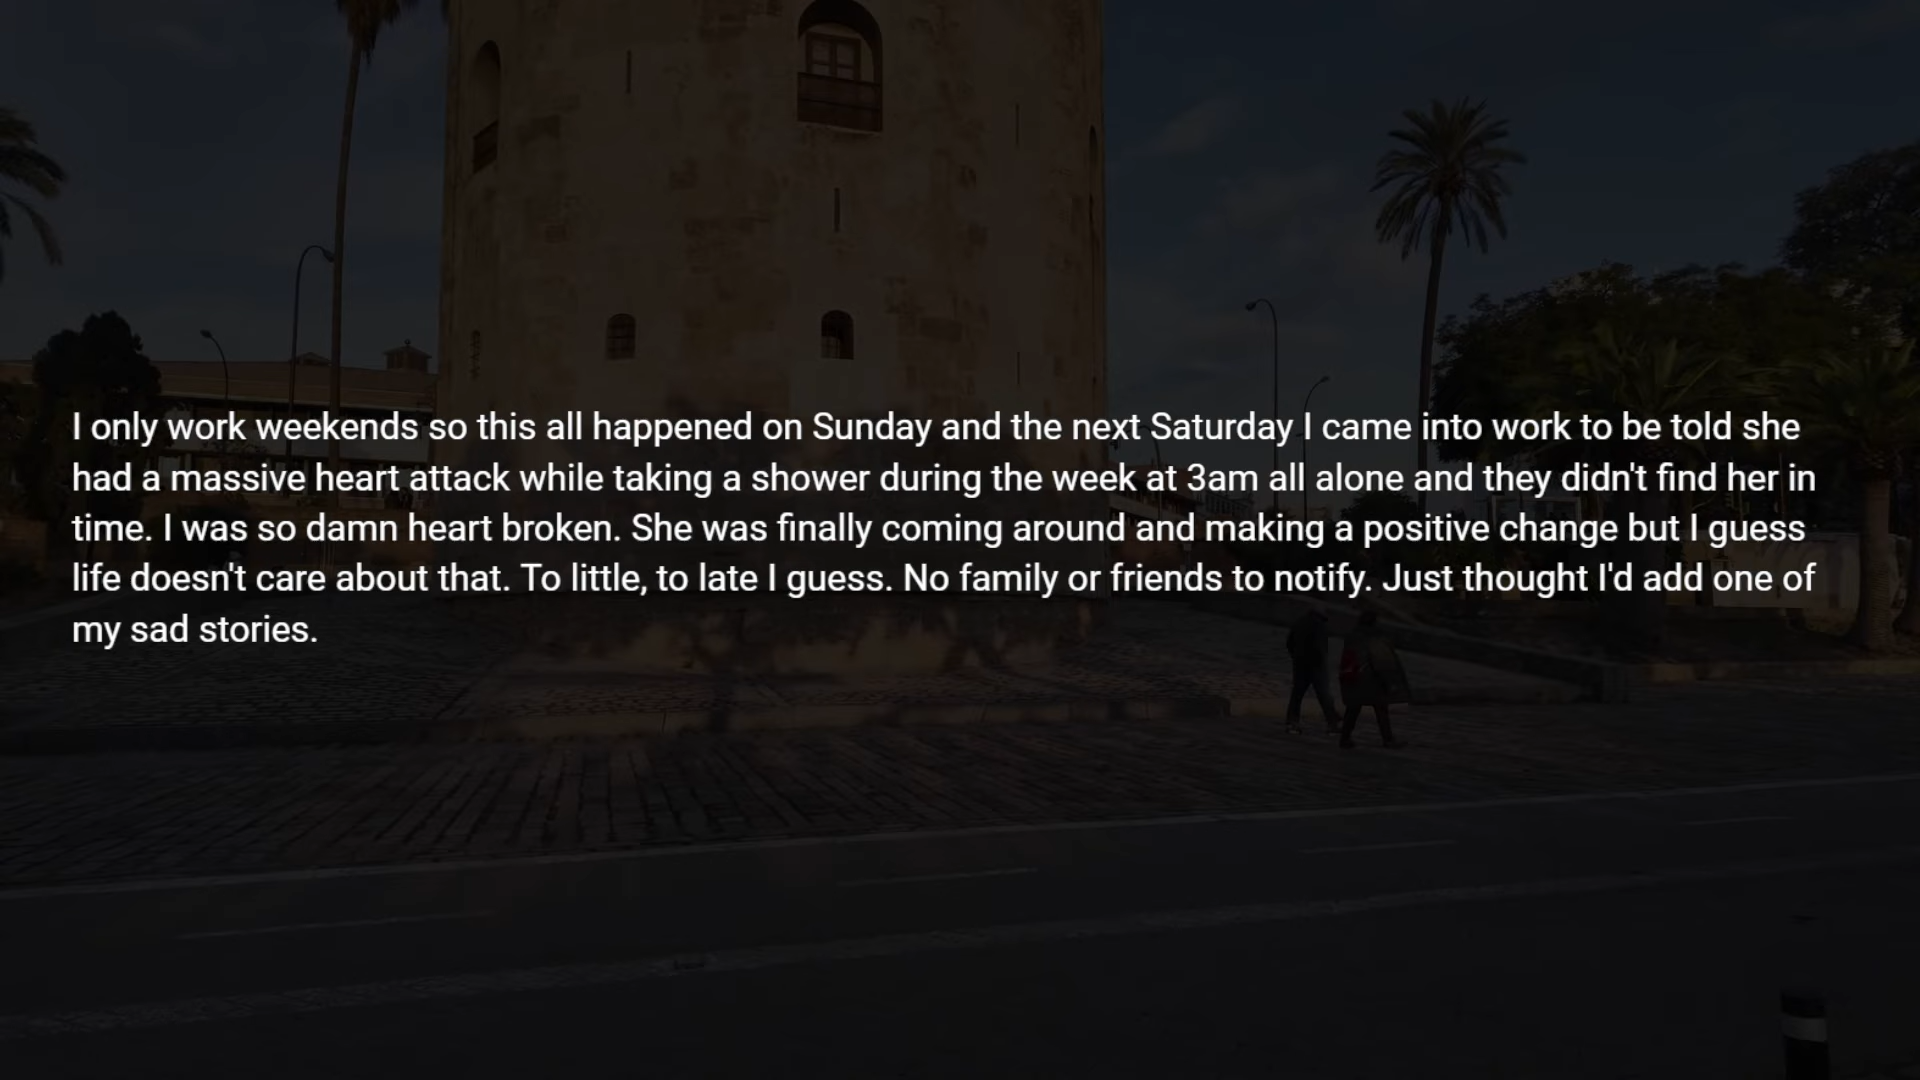 I only work weekends so this all happened on Sunday and the next Saturday I came into work to be told she
had a massive heart attack while taking a shower during the week at 3am all alone and they didn't find her in
time. I was so damn heart broken. She was finally coming around and making a positive change but I guess
life doesn't care about that. To little, to late I guess. No family or friends to notify. Just thought I'd add one of
my sad stories.